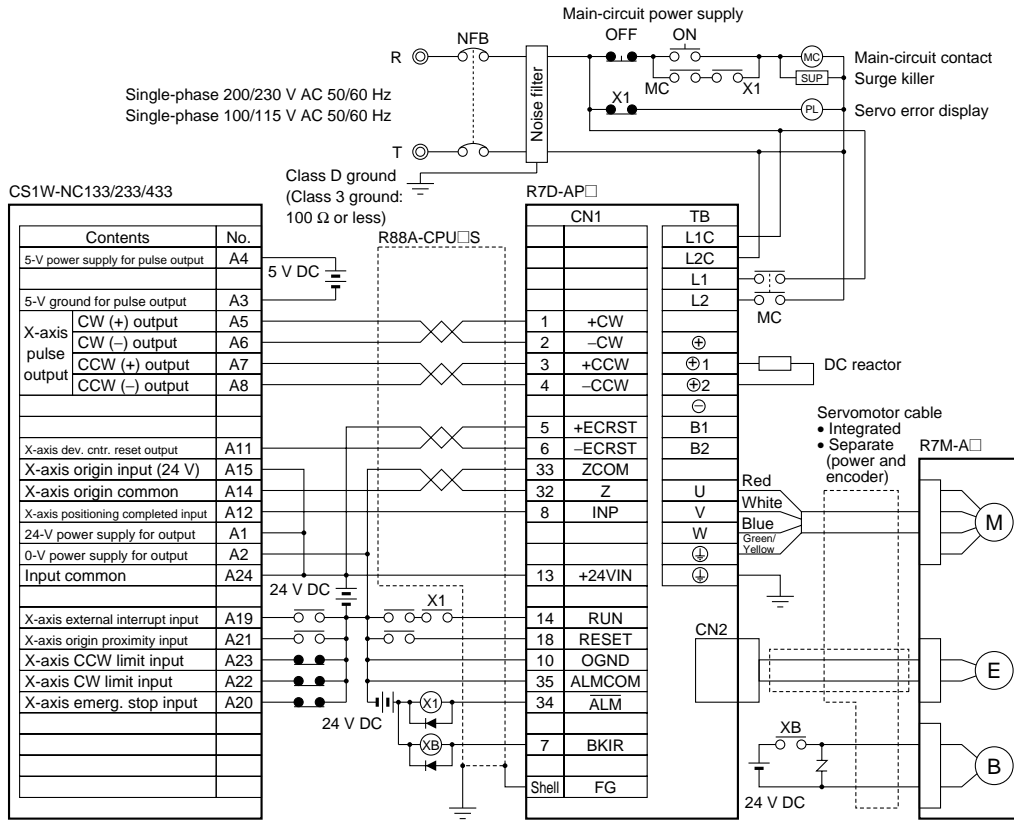 Main-circuit power supply
OFF ON
NFB
R
MC
Main-circuit contact
MC X1
SUP
Surge killer
Noise filter
Single-phase 200/230 V AC 50/60 Hz
Single-phase 100/115 V AC 50/60 Hz
X1
PL
Servo error display
T
Class D ground
(Class 3 ground:
100 Ω or less)
CS1W-NC133/233/433
R7D-AP□
R88A-CPU□S
Contents No.
5-V power supply for pulse output A4
5 V DC
5-V ground for pulse output A3
X-axis pulse output
CW (+) output A5
CW (−) output A6
CCW (+) output A7
CCW (−) output A8
X-axis dev. cntr. reset output A11
X-axis origin input (24 V) A15
X-axis origin common A14
X-axis positioning completed input A12
24-V power supply for output A1
0-V power supply for output A2
Input common A24
24 V DC
X-axis external interrupt input A19
X-axis origin proximity input A21
X-axis CCW limit input A23
X-axis CW limit input A22
X-axis emerg. stop input A20
X1
24 V DC
X1
XB
CN1
1 +CW
2 −CW
3 +CCW
4 −CCW
5 +ECRST
6 −ECRST
33 ZCOM
32 Z
8 INP
13 +24VIN
14 RUN
18 RESET
10 OGND
35 ALMCOM
34 A̅L̅M̅
7 BKIR
Shell FG
TB
L1C
L2C
L1
L2
MC
⊕
⊕1
⊕2
DC reactor
⊖
B1
B2
U
V
W
Red
White
Blue
Green/
Yellow
CN2
Servomotor cable
• Integrated
• Separate
(power and
encoder)
R7M-A□
M
E
XB
B
24 V DC